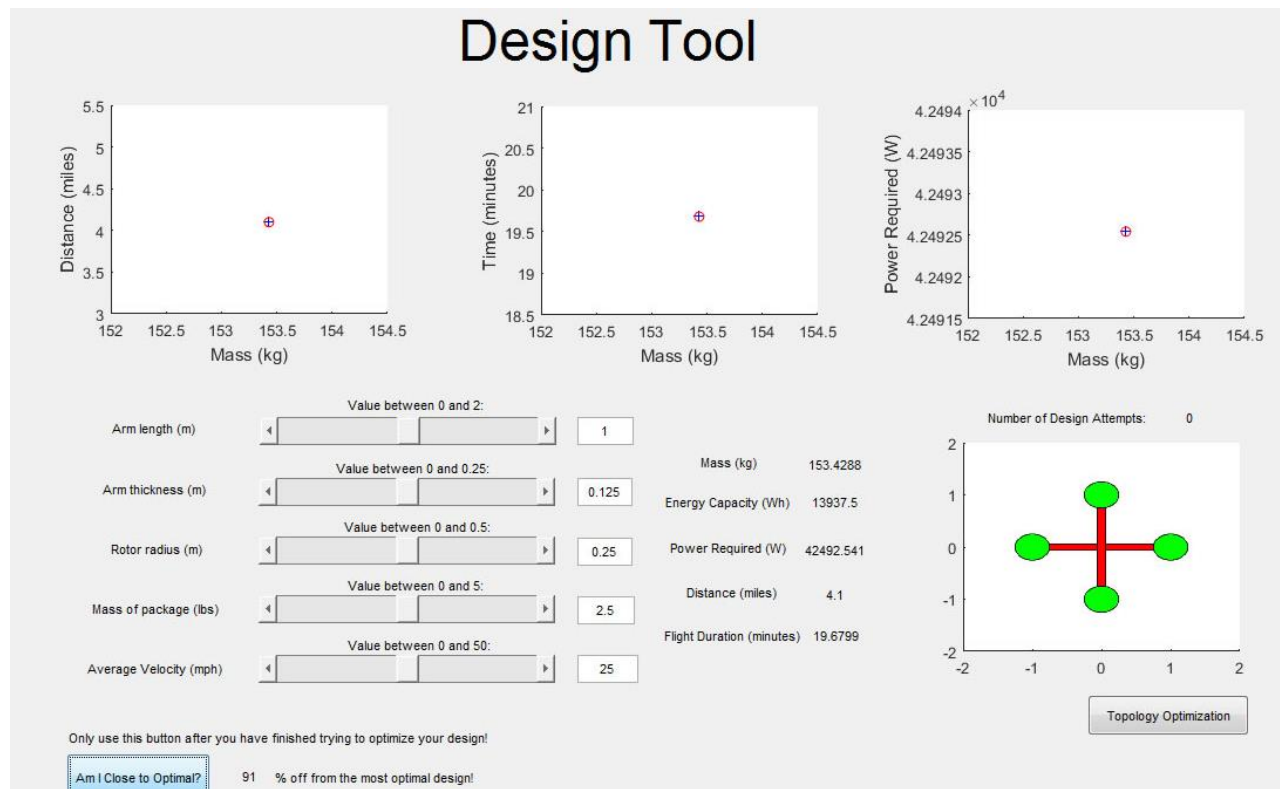 Design Tool
5.5
5
4.5
4
3.5
3
152 152.5 153 153.5 154 154.5
Mass (kg)
Distance (miles)
21
20.5
20
19.5
19
18.5
152 152.5 153 153.5 154 154.5
Mass (kg)
Time (minutes)
×10⁴
4.2494
4.24935
4.2493
4.24925
4.2492
4.24915
152 152.5 153 153.5 154 154.5
Mass (kg)
Power Required (W)
Value between 0 and 2:
Arm length (m) 1
Value between 0 and 0.25:
Arm thickness (m) 0.125
Value between 0 and 0.5:
Rotor radius (m) 0.25
Value between 0 and 5:
Mass of package (lbs) 2.5
Value between 0 and 50:
Average Velocity (mph) 25
Mass (kg) 153.4288
Energy Capacity (Wh) 13937.5
Power Required (W) 42492.541
Distance (miles) 4.1
Flight Duration (minutes) 19.6799
Number of Design Attempts: 0
2
1
0
-1
-2
-2 -1 0 1 2
Topology Optimization
Only use this button after you have finished trying to optimize your design!
Am I Close to Optimal? 91 % off from the most optimal design!